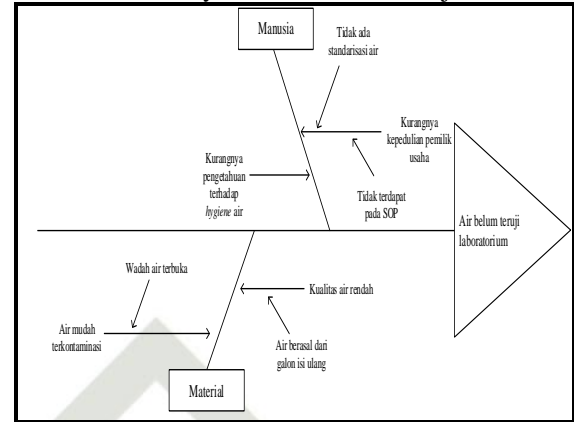 Manusia
Tidak ada
standarisasi air
Kurangnya
kepedulian pemilik
usaha
Kurangnya
pengetahuan
terhadap
hygiene air
Tidak terdapat
pada SOP
Air belum teruji
laboratorium
Wadah air terbuka
Kualitas air rendah
Air mudah
terkontaminasi
Air berasal dari
galon isi ulang
Material